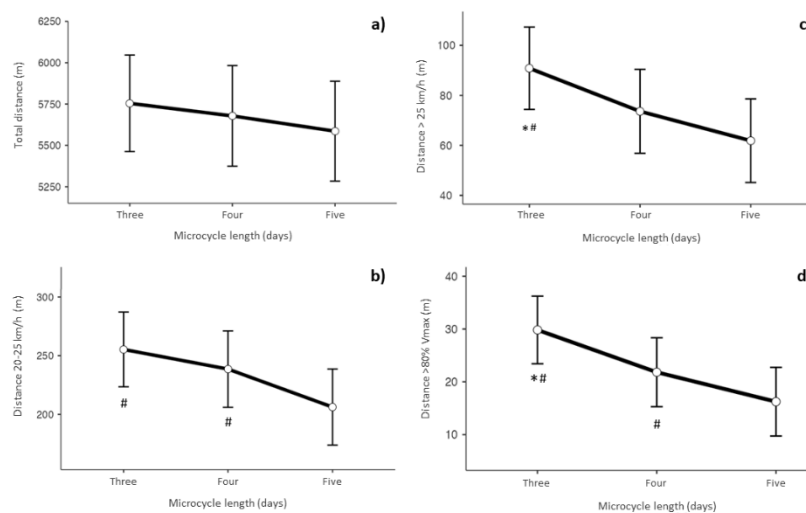 a)
6250
6000
5750
5500
5250
Total distance (m)
Three Four Five
Microcycle length (days)
c
100
80
60
40
Distance > 25 km/h (m)
*#
Three Four Five
Microcycle length (days)
b)
300
250
200
Distance 20-25 km/h (m)
# #
Three Four Five
Microcycle length (days)
d
40
30
20
10
Distance >80% Vmax (m)
*# #
Three Four Five
Microcycle length (days)